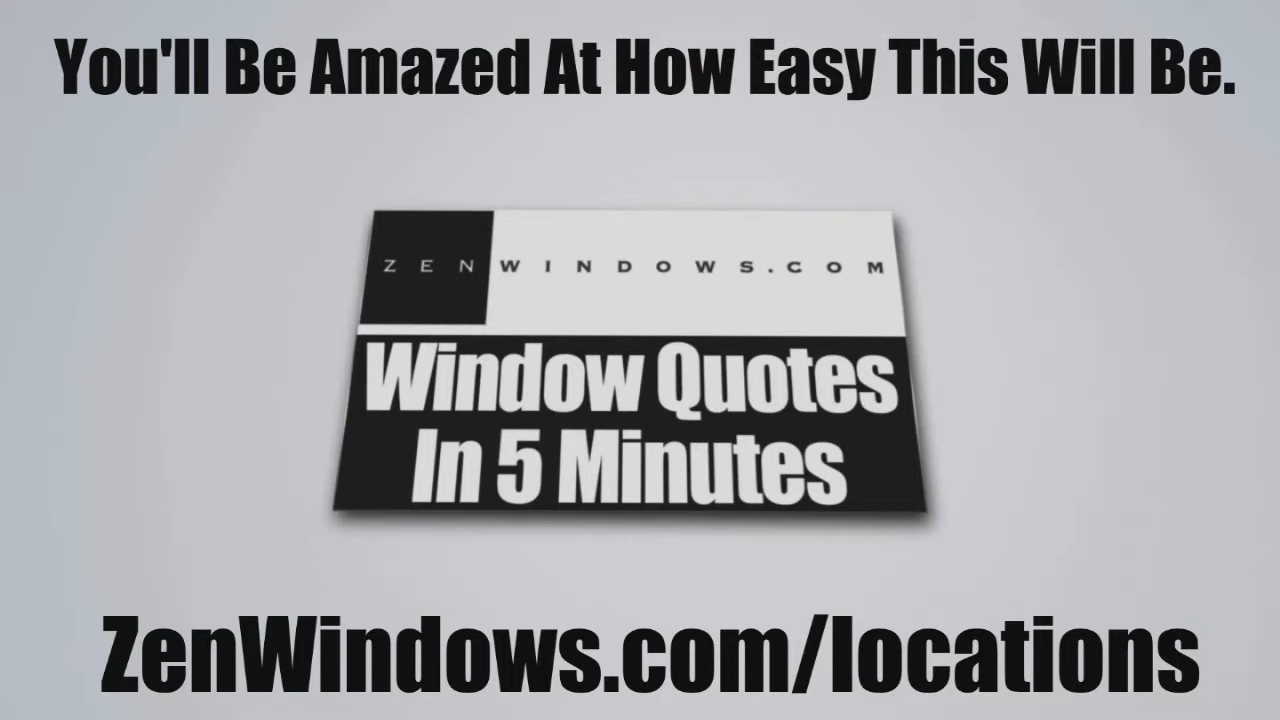 You'll Be Amazed At How Easy This Will Be.
ZENWINDOWS.COM
Window Quotes
In 5 Minutes
ZenWindows.com/locations